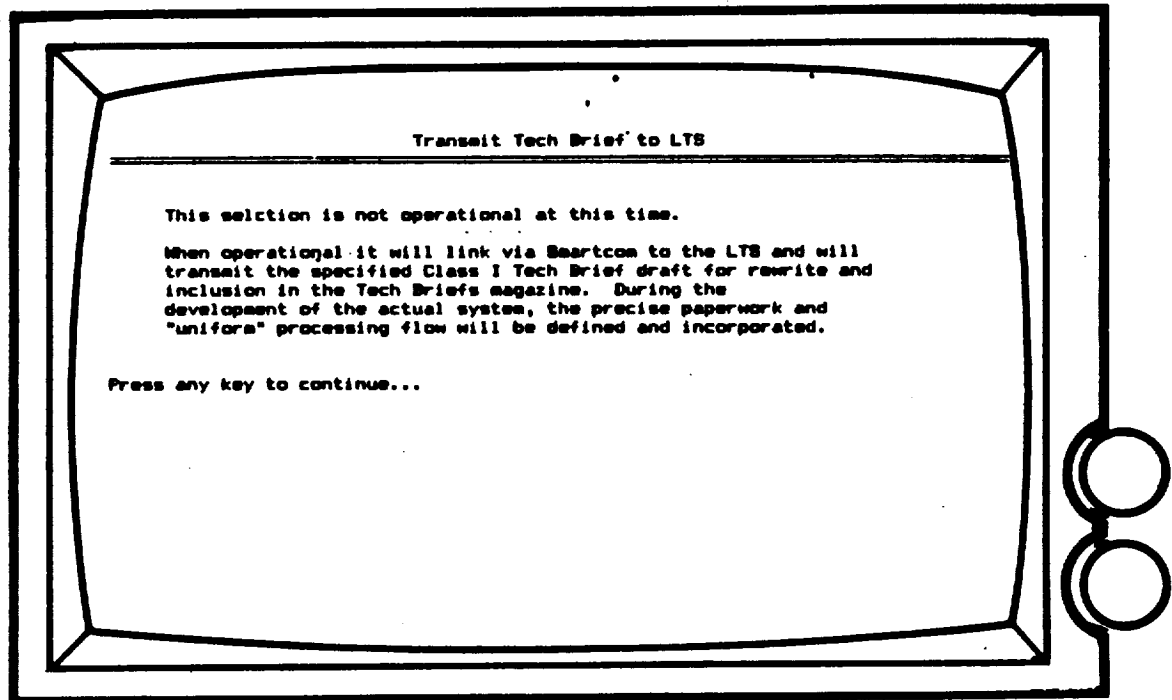 Transmit Tech Brief to LTS
This selction is not operational at this time.
When operational it will link via Smartcom to the LTS and will
transmit the specified Class I Tech Brief draft for rewrite and
inclusion in the Tech Briefs magazine. During the
development of the actual system, the precise paperwork and
"uniform" processing flow will be defined and incorporated.
Press any key to continue...